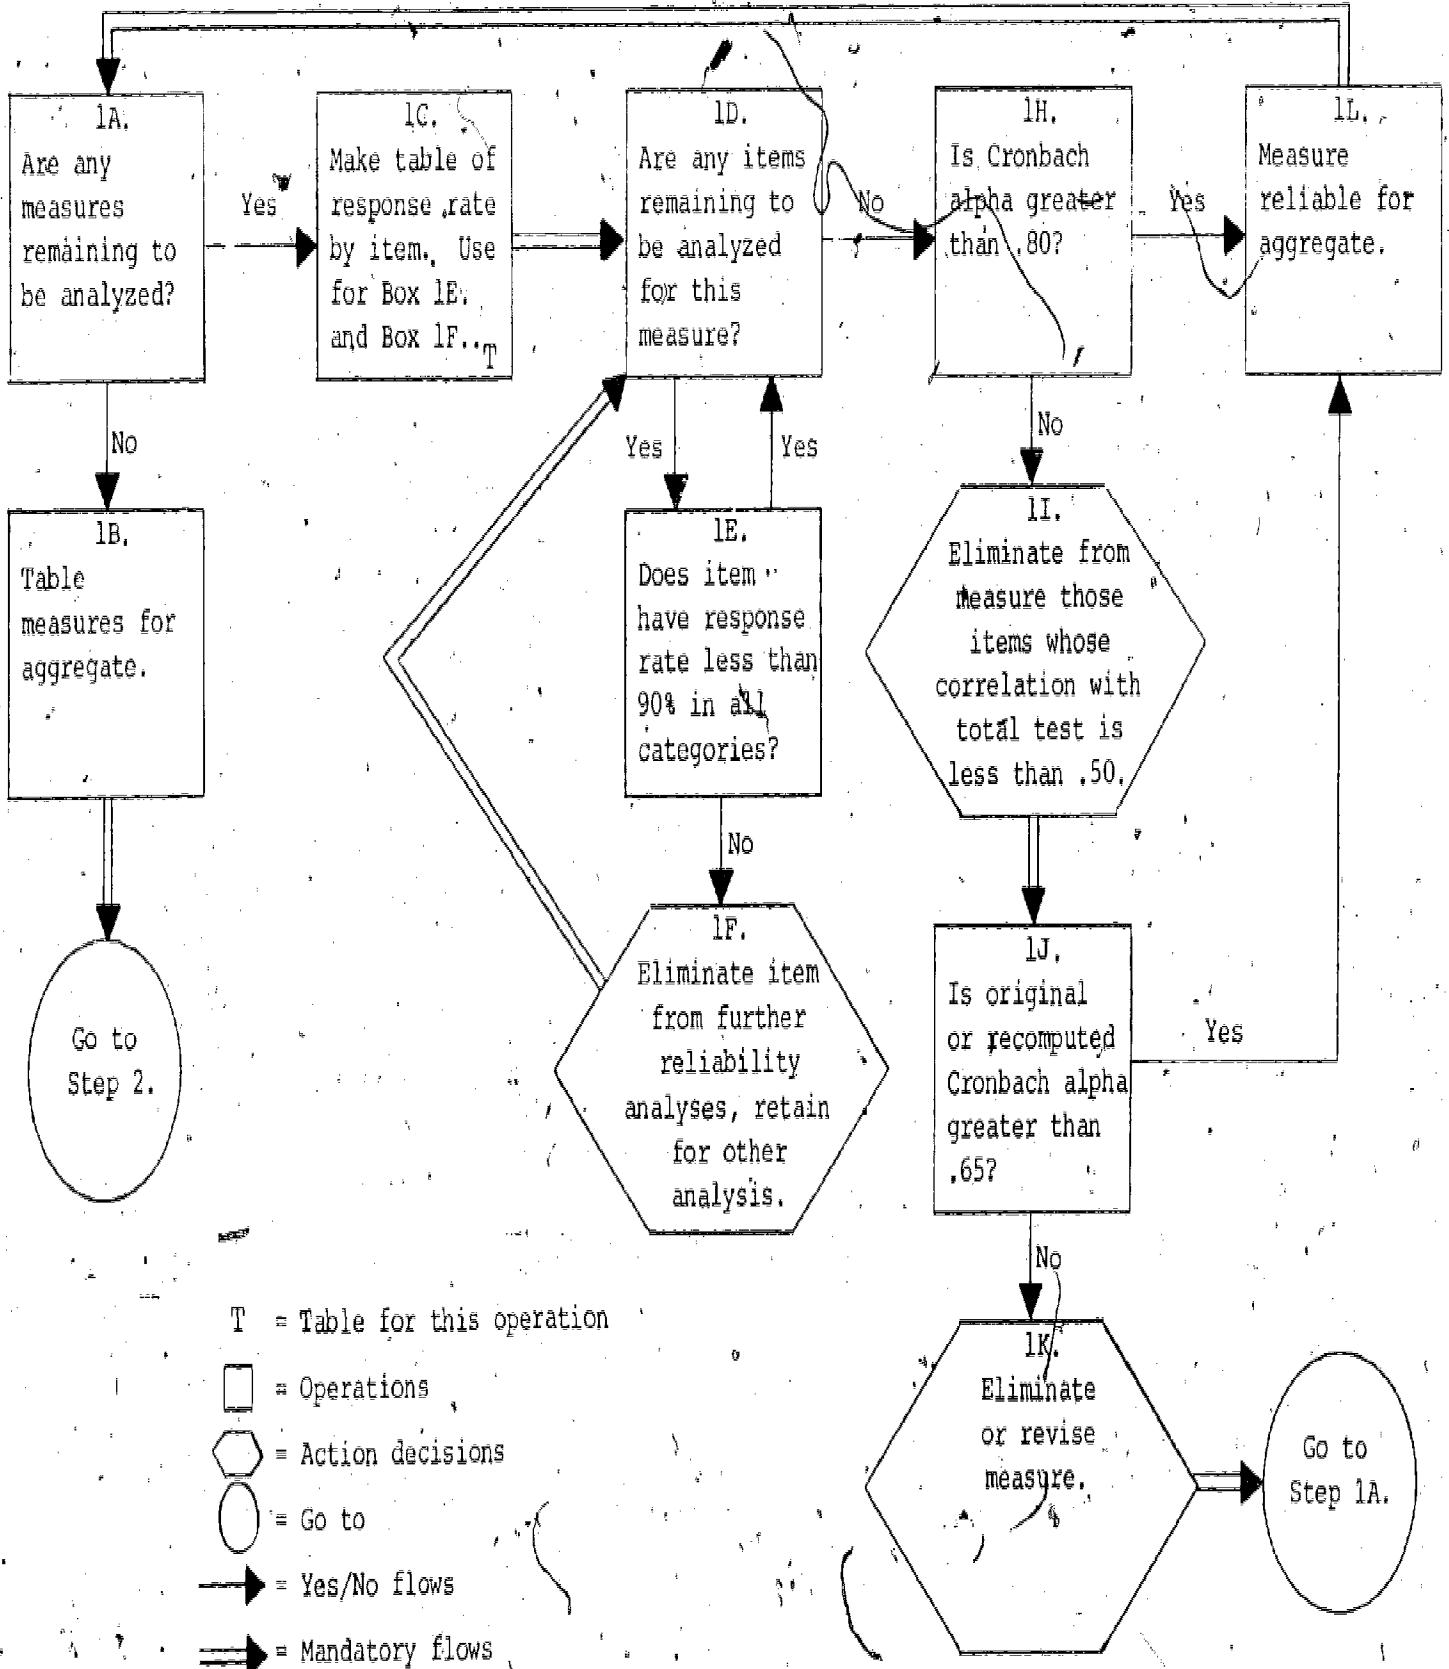 1A.
Are any
measures
remaining to
be analyzed?
Yes
1C.
Make table of
response rate
by item. Use
for Box 1E.
and Box 1F..
T
1D.
Are any items
remaining to
be analyzed
for this
measure?
No
1H.
Is Cronbach
alpha greater
than .80?
Yes
1L.
Measure
reliable for
aggregate.
No
Yes
Yes
No
1B.
Table
measures for
aggregate.
1E.
Does item
have response
rate less than
90% in all
categories?
1I.
Eliminate from
measure those
items whose
correlation with
total test is
less than .50.
No
Go to
Step 2.
1F.
Eliminate item
from further
reliability
analyses, retain
for other
analysis.
1J.
Is original
or recomputed
Cronbach alpha
greater than
.65?
Yes
No
1K.
Eliminate
or revise
measure.
Go to
Step 1A.
T = Table for this operation
= Operations
= Action decisions
= Go to
= Yes/No flows
= Mandatory flows